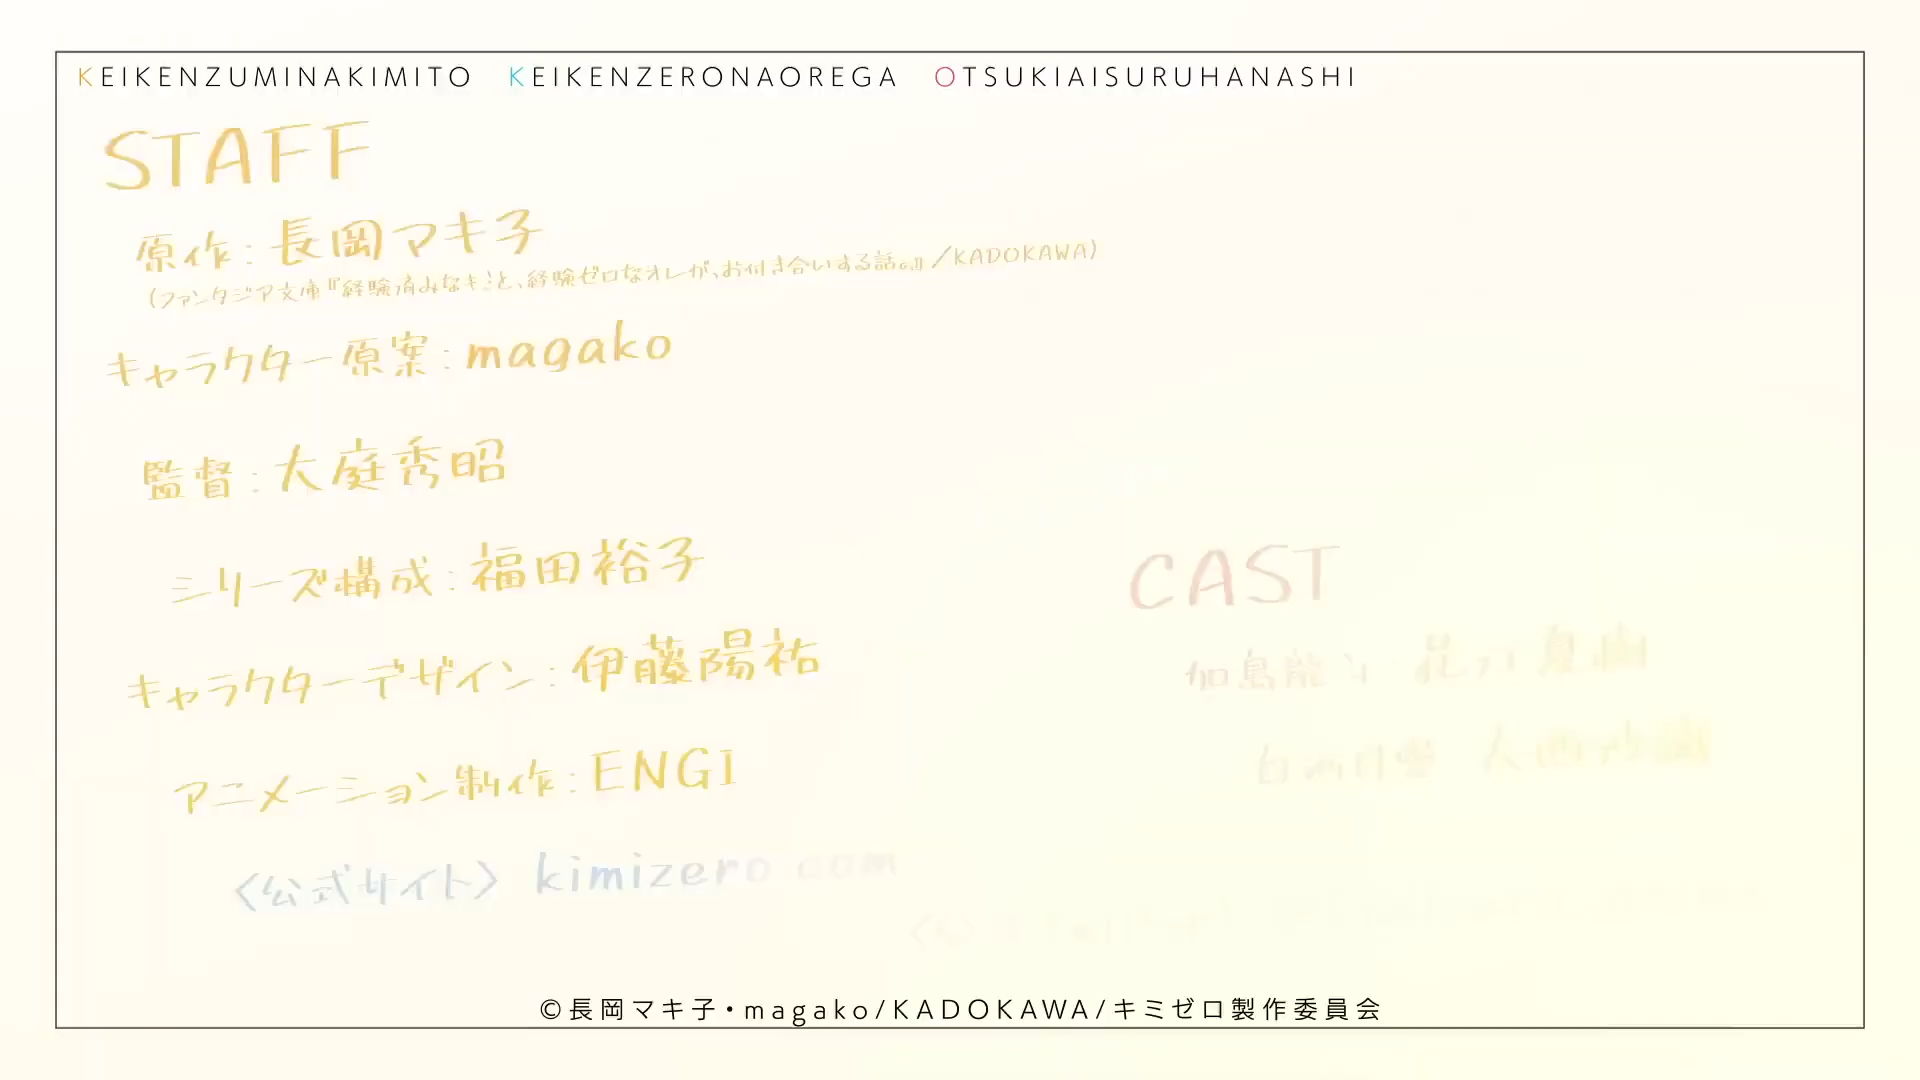 KEIKENZUMINAKIMITO KEIKENZERONAOREGA OTSUKIAISURUHANASHI
STAFF
原作:長岡マキ子
(ファンタジア文庫『経験済みなキミと、経験ゼロなオレが、お付き合いする話。』/KADOKAWA)
キャラクター原案:magako
監督:大庭秀昭
シリーズ構成:福田裕子
キャラクターデザイン:伊藤陽祐
アニメーション制作:ENGI
〈公式サイト〉 kimizero com
CAST
加島龍斗
©長岡マキ子・magako/KADOKAWA/キミゼロ製作委員会